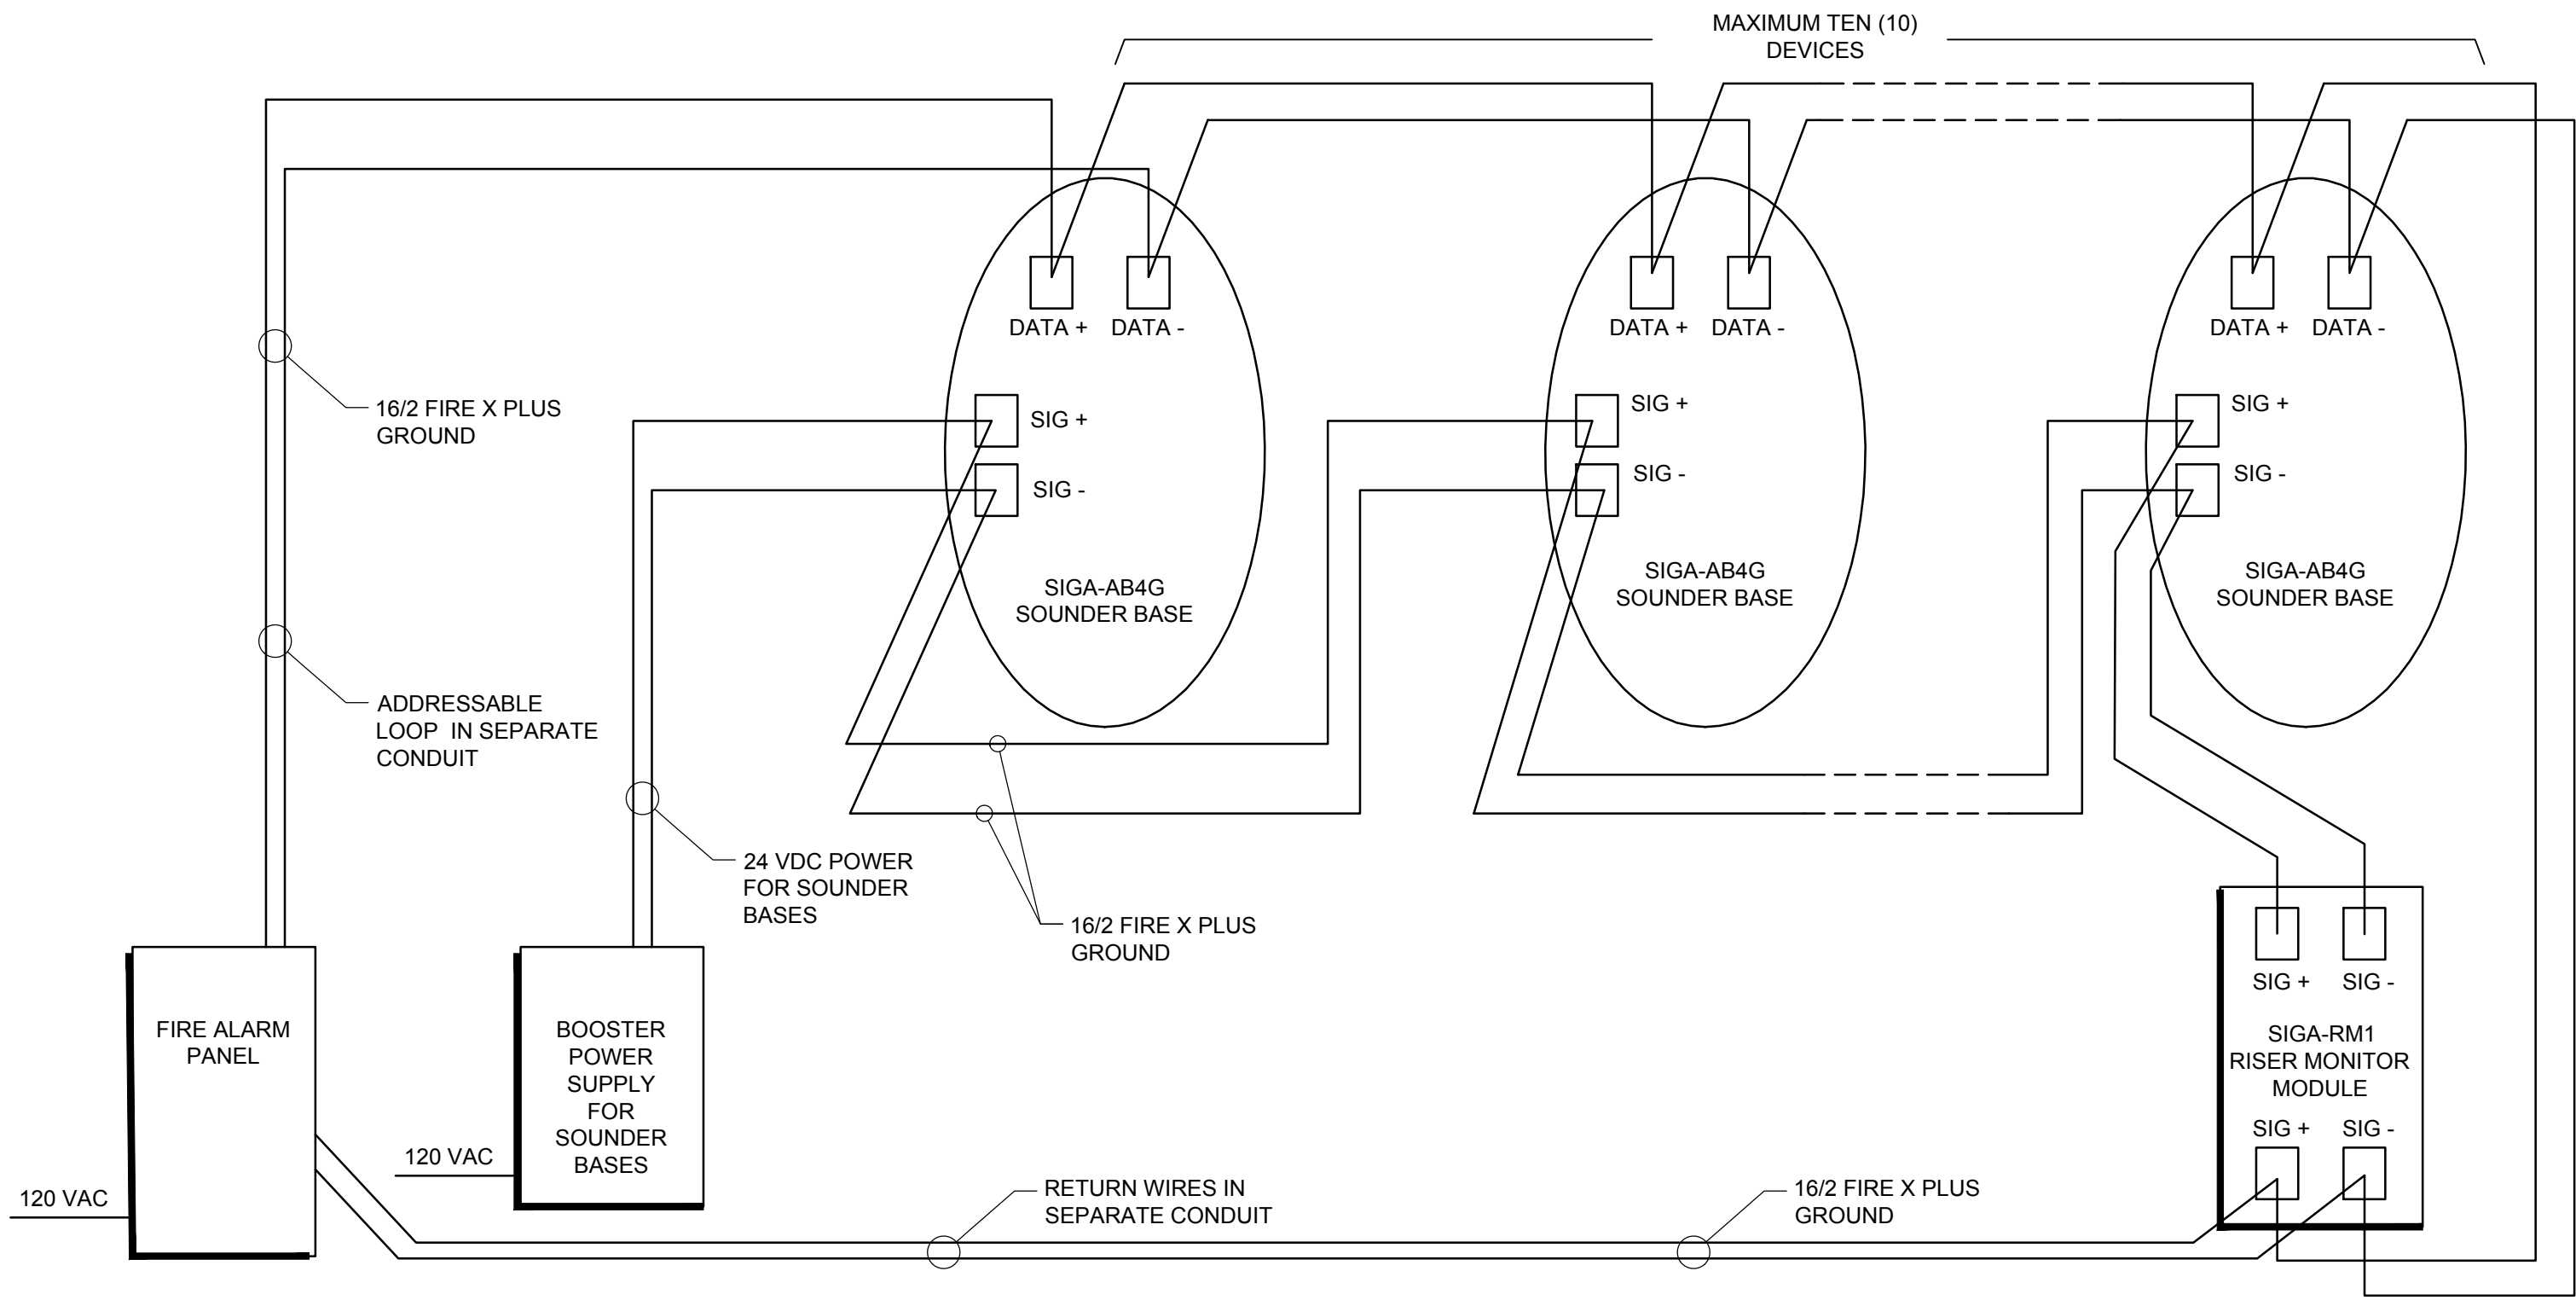 MAXIMUM TEN (10)
DEVICES
DATA +
DATA -
DATA +
DATA -
DATA +
DATA -
16/2 FIRE X PLUS
GROUND
SIG +
SIG -
SIG +
SIG -
SIG +
SIG -
SIGA-AB4G
SOUNDER BASE
SIGA-AB4G
SOUNDER BASE
SIGA-AB4G
SOUNDER BASE
ADDRESSABLE
LOOP IN SEPARATE
CONDUIT
24 VDC POWER
FOR SOUNDER
BASES
16/2 FIRE X PLUS
GROUND
FIRE ALARM
PANEL
BOOSTER
POWER
SUPPLY
FOR
SOUNDER
BASES
SIG +
SIG -
SIGA-RM1
RISER MONITOR
MODULE
SIG +
SIG -
120 VAC
120 VAC
RETURN WIRES IN
SEPARATE CONDUIT
16/2 FIRE X PLUS
GROUND